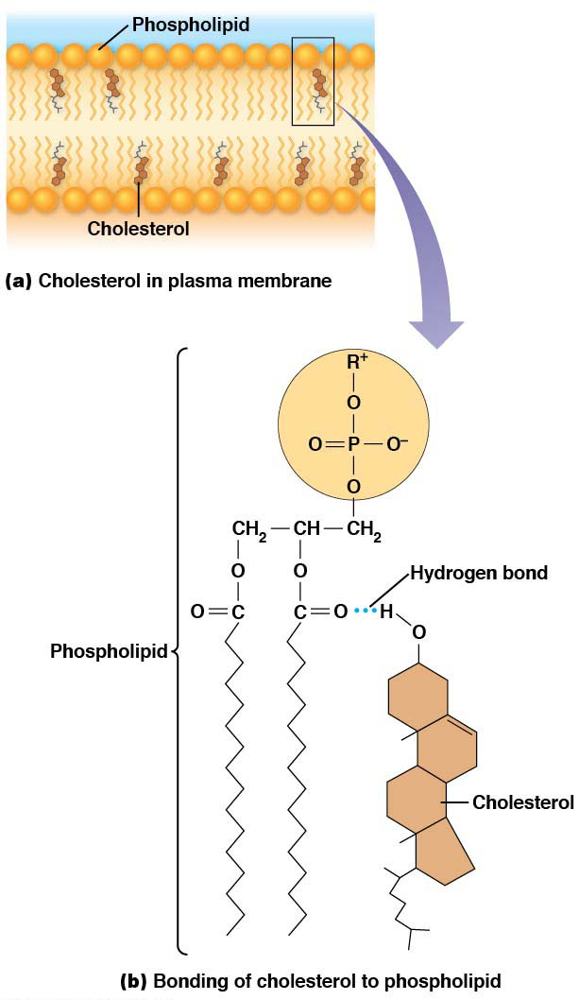 Phospholipid
Cholesterol
(a) Cholesterol in plasma membrane
R+
O
O=P—O−
O
CH2—CH—CH2
O O
Hydrogen bond
O=C C=O•••H
O
Phospholipid
Cholesterol
(b) Bonding of cholesterol to phospholipid